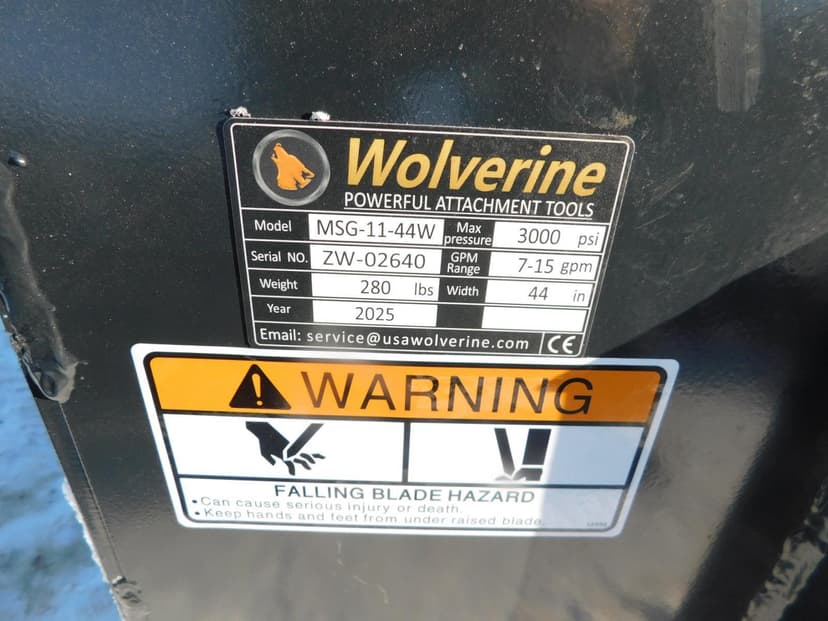 Wolverine
POWERFUL ATTACHMENT TOOLS
Model MSG-11-44W Max pressure 3000 psi
Serial NO. ZW-02640 GPM Range 7-15 gpm
Weight 280 lbs Width 44 in
Year 2025
Email: service@usawolverine.com CE
WARNING
FALLING BLADE HAZARD
• Can cause serious injury or death.
• Keep hands and feet from under raised blade.